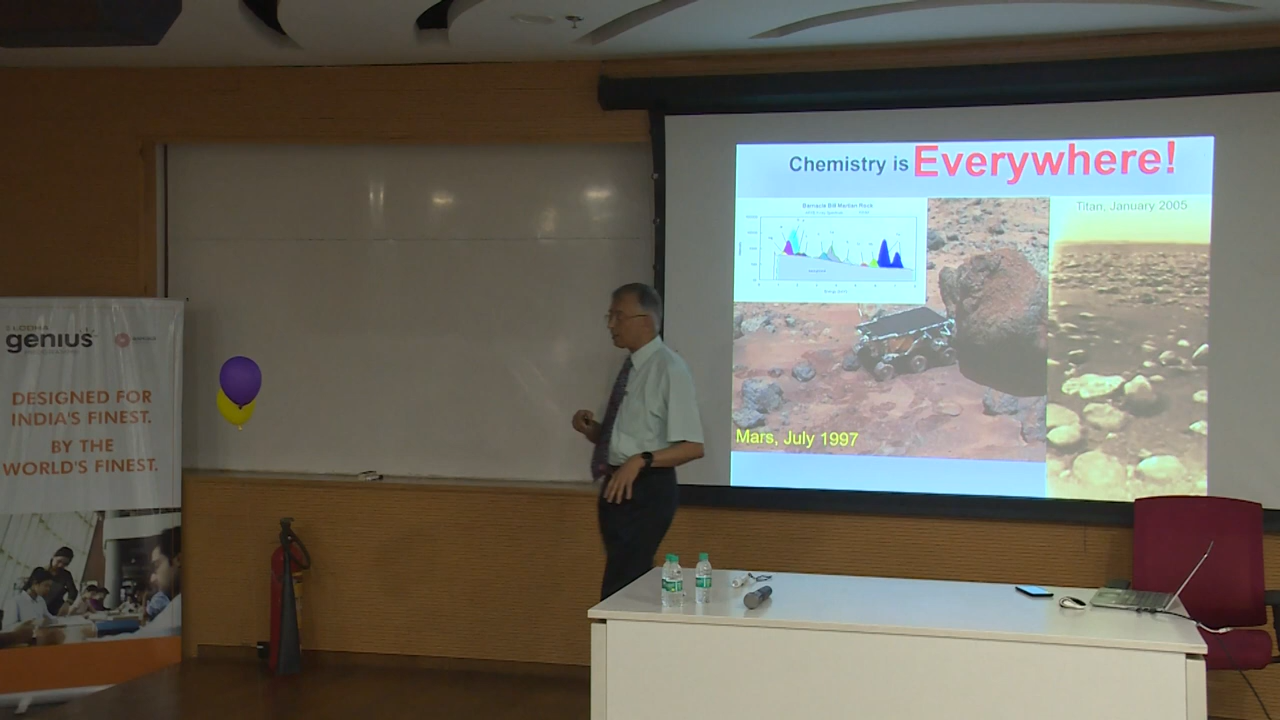 genius
DESIGNED FOR
INDIA'S FINEST.
BY THE
WORLD'S FINEST.
Chemistry is Everywhere!
Barnacle Bill Martian Rock
Titan, January 2005
Mars, July 1997